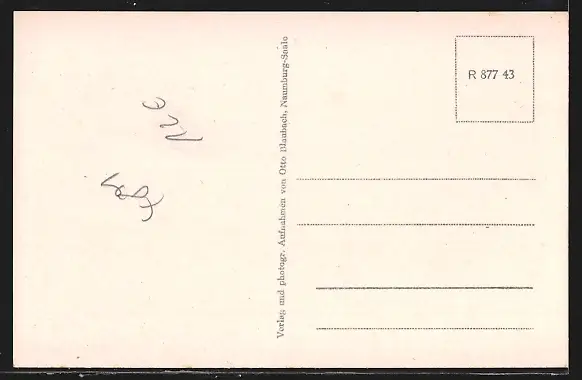 Verlag und photogr. Aufnahmen von Otto Blaubach, Naumburg-Saale
R 877 43